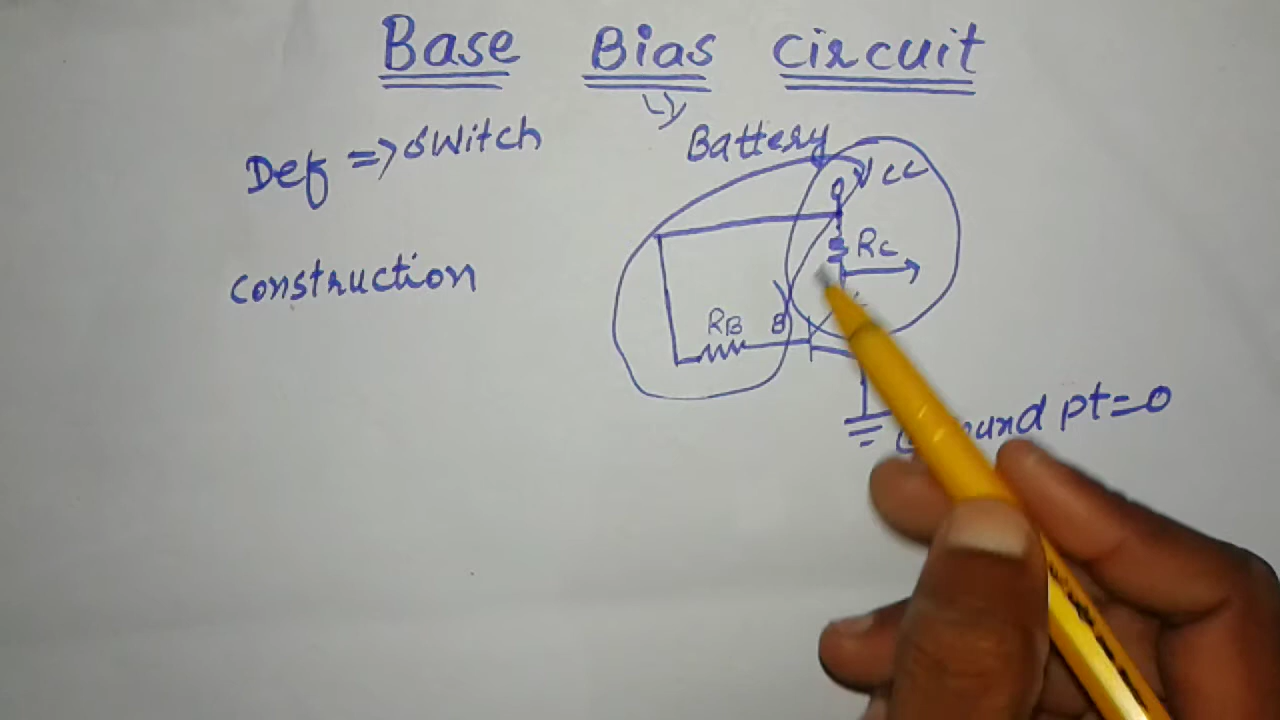 Base Bias Circuit
Def => Switch
Battery
VCC
RC
construction
RB B
pt=0